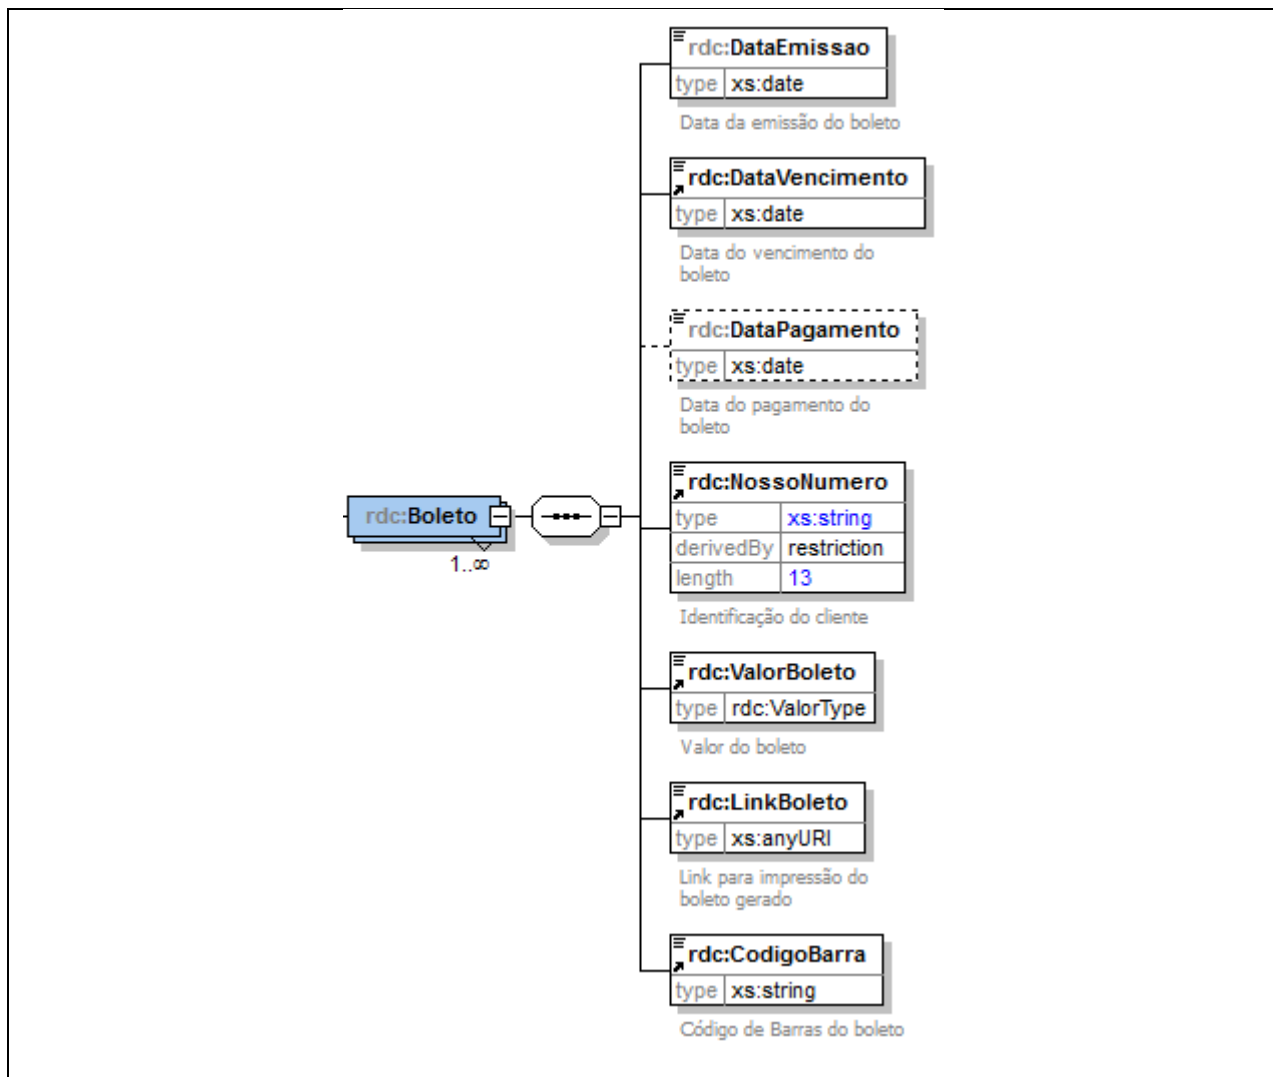 rdc:DataEmissao
type xs:date
Data da emissão do boleto
rdc:DataVencimento
type xs:date
Data do vencimento do
boleto
rdc:DataPagamento
type xs:date
Data do pagamento do
boleto
rdc:Boleto
1..∞
rdc:NossoNumero
type xs:string
derivedBy restriction
length 13
Identificação do cliente
rdc:ValorBoleto
type rdc:ValorType
Valor do boleto
rdc:LinkBoleto
type xs:anyURI
Link para impressão do
boleto gerado
rdc:CodigoBarra
type xs:string
Código de Barras do boleto